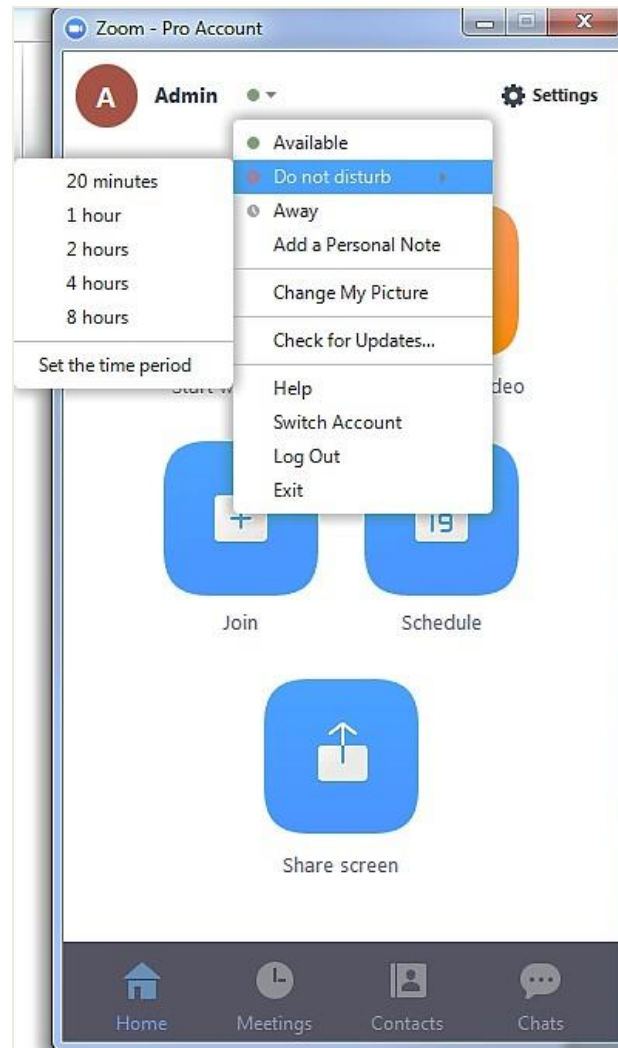 Zoom - Pro Account
A
Admin
Settings
Available
Do not disturb
Away
Add a Personal Note
Change My Picture
Check for Updates...
Help
Switch Account
Log Out
Exit
20 minutes
1 hour
2 hours
4 hours
8 hours
Set the time period
Start
deo
19
Join
Schedule
Share screen
Home
Meetings
Contacts
Chats